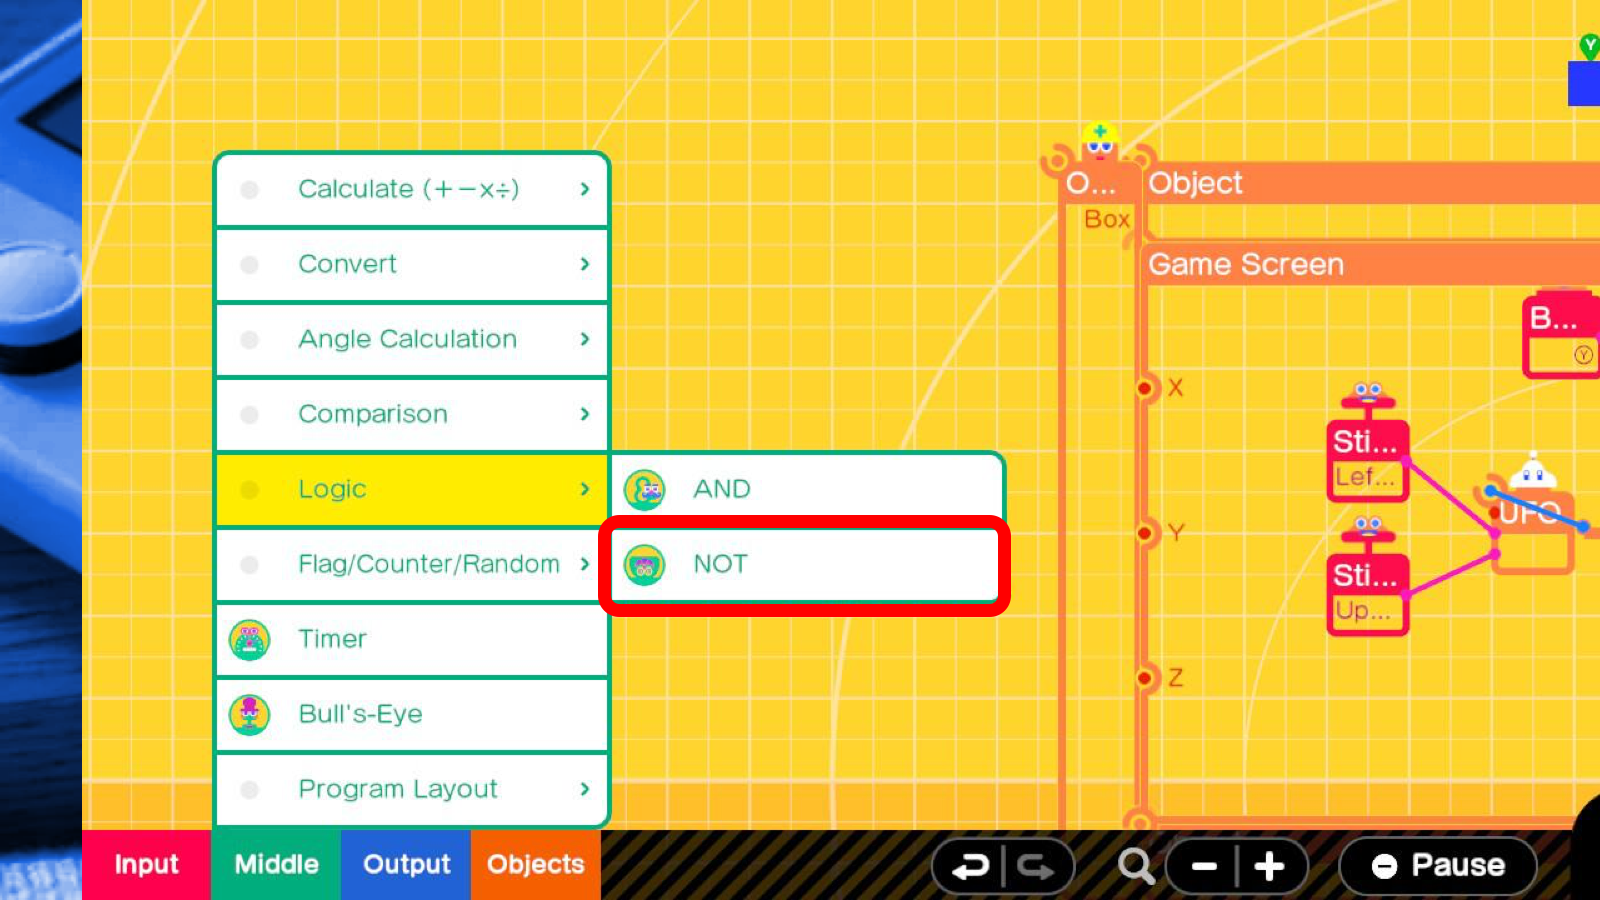 Y
Calculate (+−x÷)
Convert
Angle Calculation
Comparison
Logic
Flag/Counter/Random
Timer
Bull's-Eye
Program Layout
AND
NOT
O...
Box
Object
Game Screen
X
Y
Z
B...
Y
Sti...
Lef...
Sti...
Up...
UFO
Input
Middle
Output
Objects
Pause